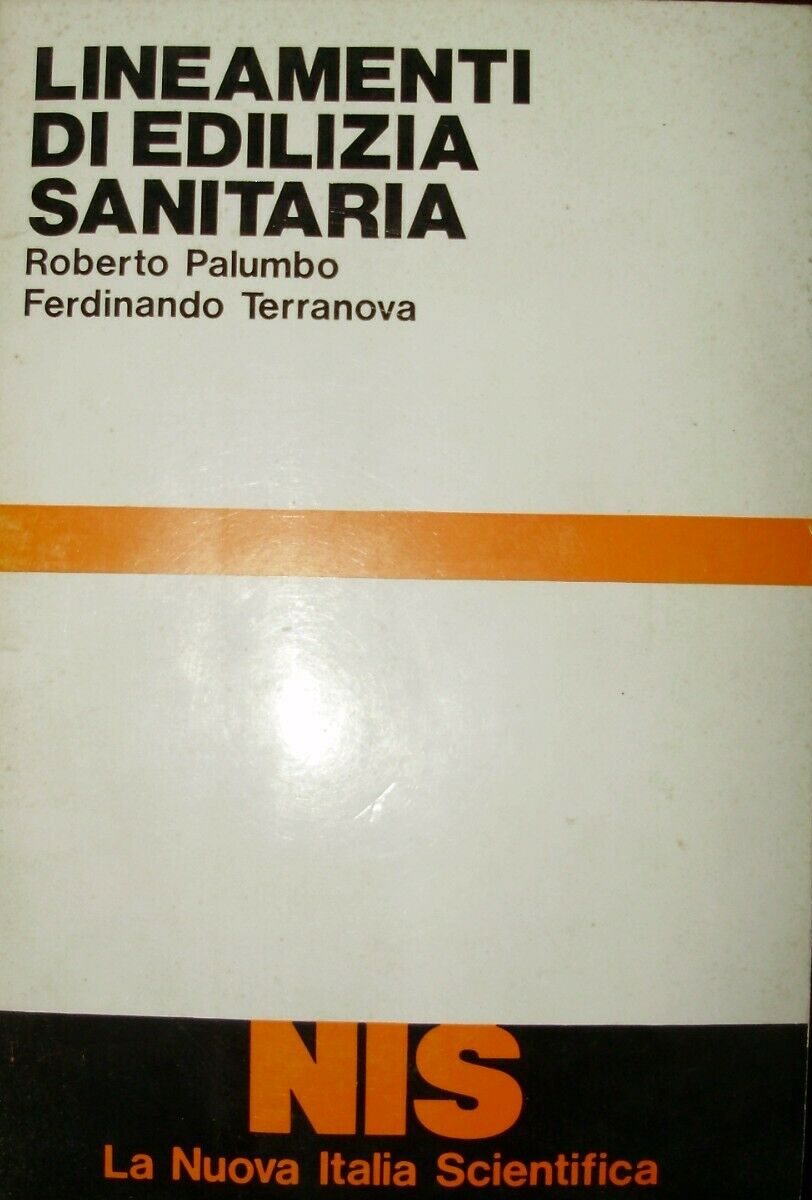 LINEAMENTI
DI EDILIZIA
SANITARIA
Roberto Palumbo
Ferdinando Terranova
NIS
La Nuova Italia Scientifica